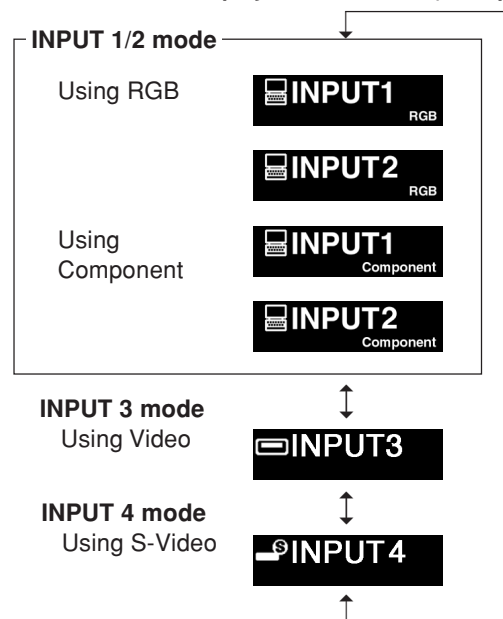 INPUT 1/2 mode
Using RGB
INPUT1
RGB
INPUT2
RGB
Using
Component
INPUT1
Component
INPUT2
Component
INPUT 3 mode
Using Video
INPUT3
INPUT 4 mode
Using S-Video
S
INPUT4